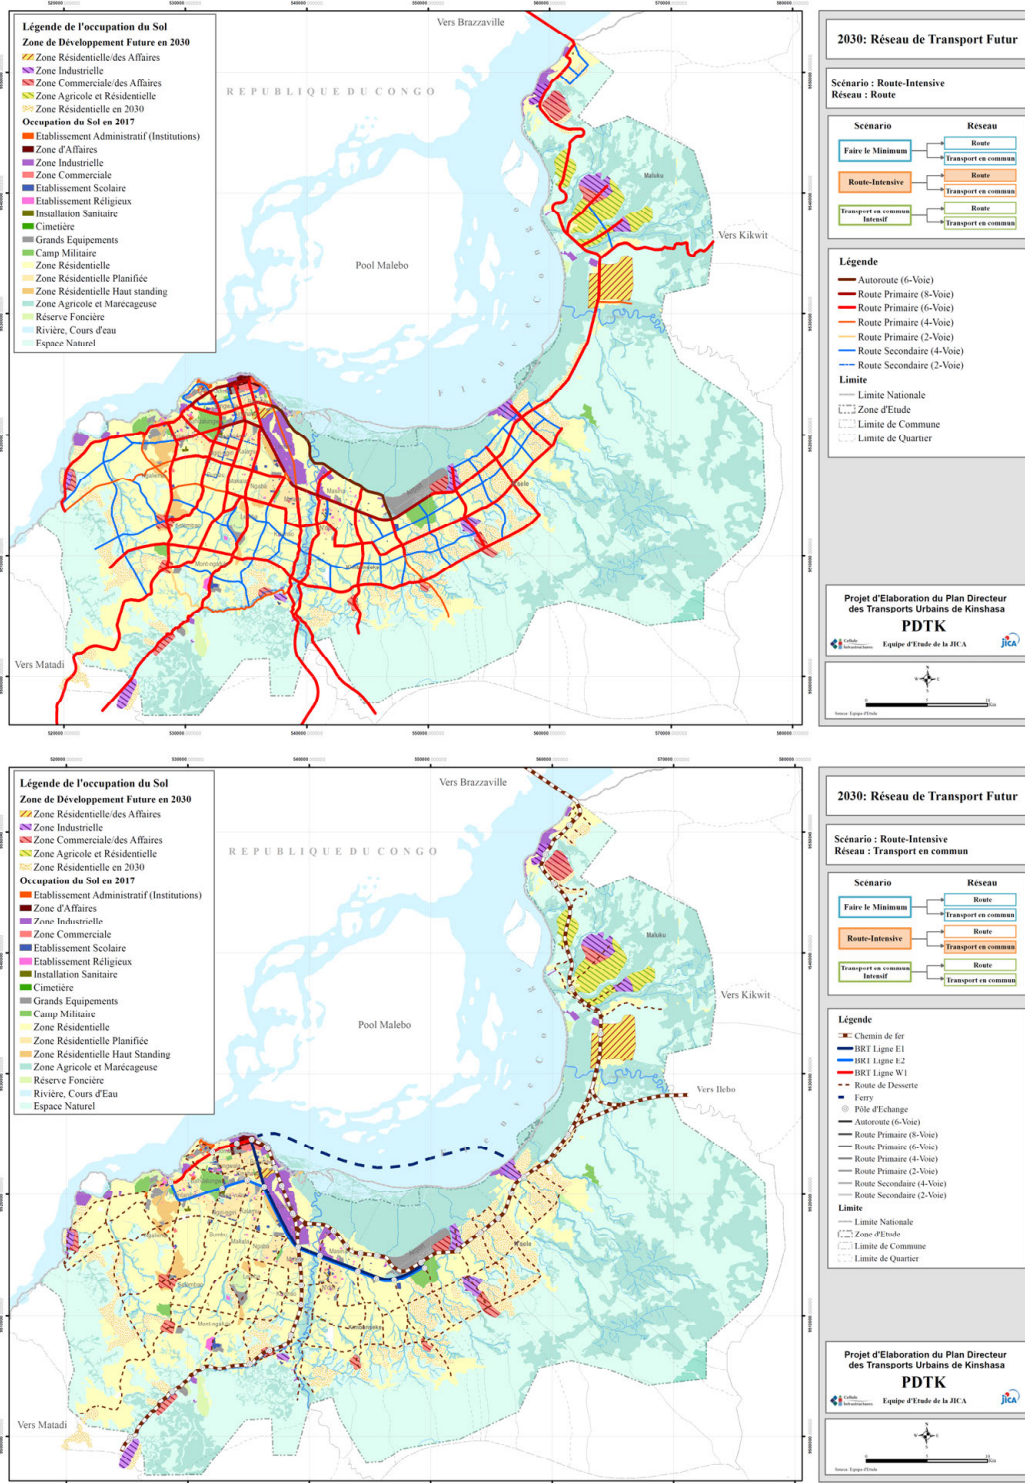 Vers Brazzaville
Légende de l'occupation du Sol
Zone de Développement Future en 2030
Zone Résidentielle/des Affaires
Zone Industrielle
Zone Commerciale/des Affaires
Zone Agricole et Résidentielle
Zone Résidentielle en 2030
Occupation du Sol en 2017
Etablissement Administratif (Institutions)
Zone d'Affaires
Zone Industrielle
Zone Commerciale
Etablissement Scolaire
Etablissement Réligieux
Installation Sanitaire
Cimetière
Grands Equipements
Camp Militaire
Zone Résidentielle
Zone Résidentielle Planifiée
Zone Résidentielle Haut standing
Zone Agricole et Marécageuse
Réserve Foncière
Rivière, Cours d'eau
Espace Naturel
REPUBLIQUE DU CONGO
Maluku
Vers Kikwit
Pool Malebo
Vers Matadi
2030: Réseau de Transport Futur
Scénario : Route-Intensive
Réseau : Route
Scénario Réseau
Faire le Minimum
Route
Transport en commun
Route-Intensive
Route
Transport en commun
Transport en commun
Intensif
Route
Transport en commun
Légende
Autoroute (6-Voie)
Route Primaire (8-Voie)
Route Primaire (6-Voie)
Route Primaire (4-Voie)
Route Primaire (2-Voie)
Route Secondaire (4-Voie)
Route Secondaire (2-Voie)
Limite
Limite Nationale
Zone d'Etude
Limite de Commune
Limite de Quartier
Projet d'Elaboration du Plan Directeur
des Transports Urbains de Kinshasa
PDTK
Cellule
Infrastructures
Equipe d'Etude de la JICA
JICA
Source: Equipe d'Etude
Vers Brazzaville
Légende de l'occupation du Sol
Zone de Développement Future en 2030
Zone Résidentielle/des Affaires
Zone Industrielle
Zone Commerciale/des Affaires
Zone Agricole et Résidentielle
Zone Résidentielle en 2030
Occupation du Sol en 2017
Etablissement Administratif (Institutions)
Zone d'Affaires
Zone Industrielle
Zone Commerciale
Etablissement Scolaire
Etablissement Réligieux
Installation Sanitaire
Cimetière
Grands Equipements
Camp Militaire
Zone Résidentielle
Zone Résidentielle Planifiée
Zone Résidentielle Haut Standing
Zone Agricole et Marécageuse
Réserve Foncière
Rivière, Cours d'Eau
Espace Naturel
REPUBLIQUE DU CONGO
Maluku
Vers Kikwit
Pool Malebo
Vers Ilebo
Vers Matadi
2030: Réseau de Transport Futur
Scénario : Route-Intensive
Réseau : Transport en commun
Scénario Réseau
Faire le Minimum
Route
Transport en commun
Route-Intensive
Route
Transport en commun
Transport en commun
Intensif
Route
Transport en commun
Légende
Chemin de fer
BRT Ligne E1
BRT Ligne E2
BRT Ligne W1
Route de Desserte
Ferry
Pôle d'Echange
Autoroute (6-Voie)
Route Primaire (8-Voie)
Route Primaire (6-Voie)
Route Primaire (4-Voie)
Route Primaire (2-Voie)
Route Secondaire (4-Voie)
Route Secondaire (2-Voie)
Limite
Limite Nationale
Zone d'Etude
Limite de Commune
Limite de Quartier
Projet d'Elaboration du Plan Directeur
des Transports Urbains de Kinshasa
PDTK
Cellule
Infrastructures
Equipe d'Etude de la JICA
JICA
Source: Equipe d'Etude